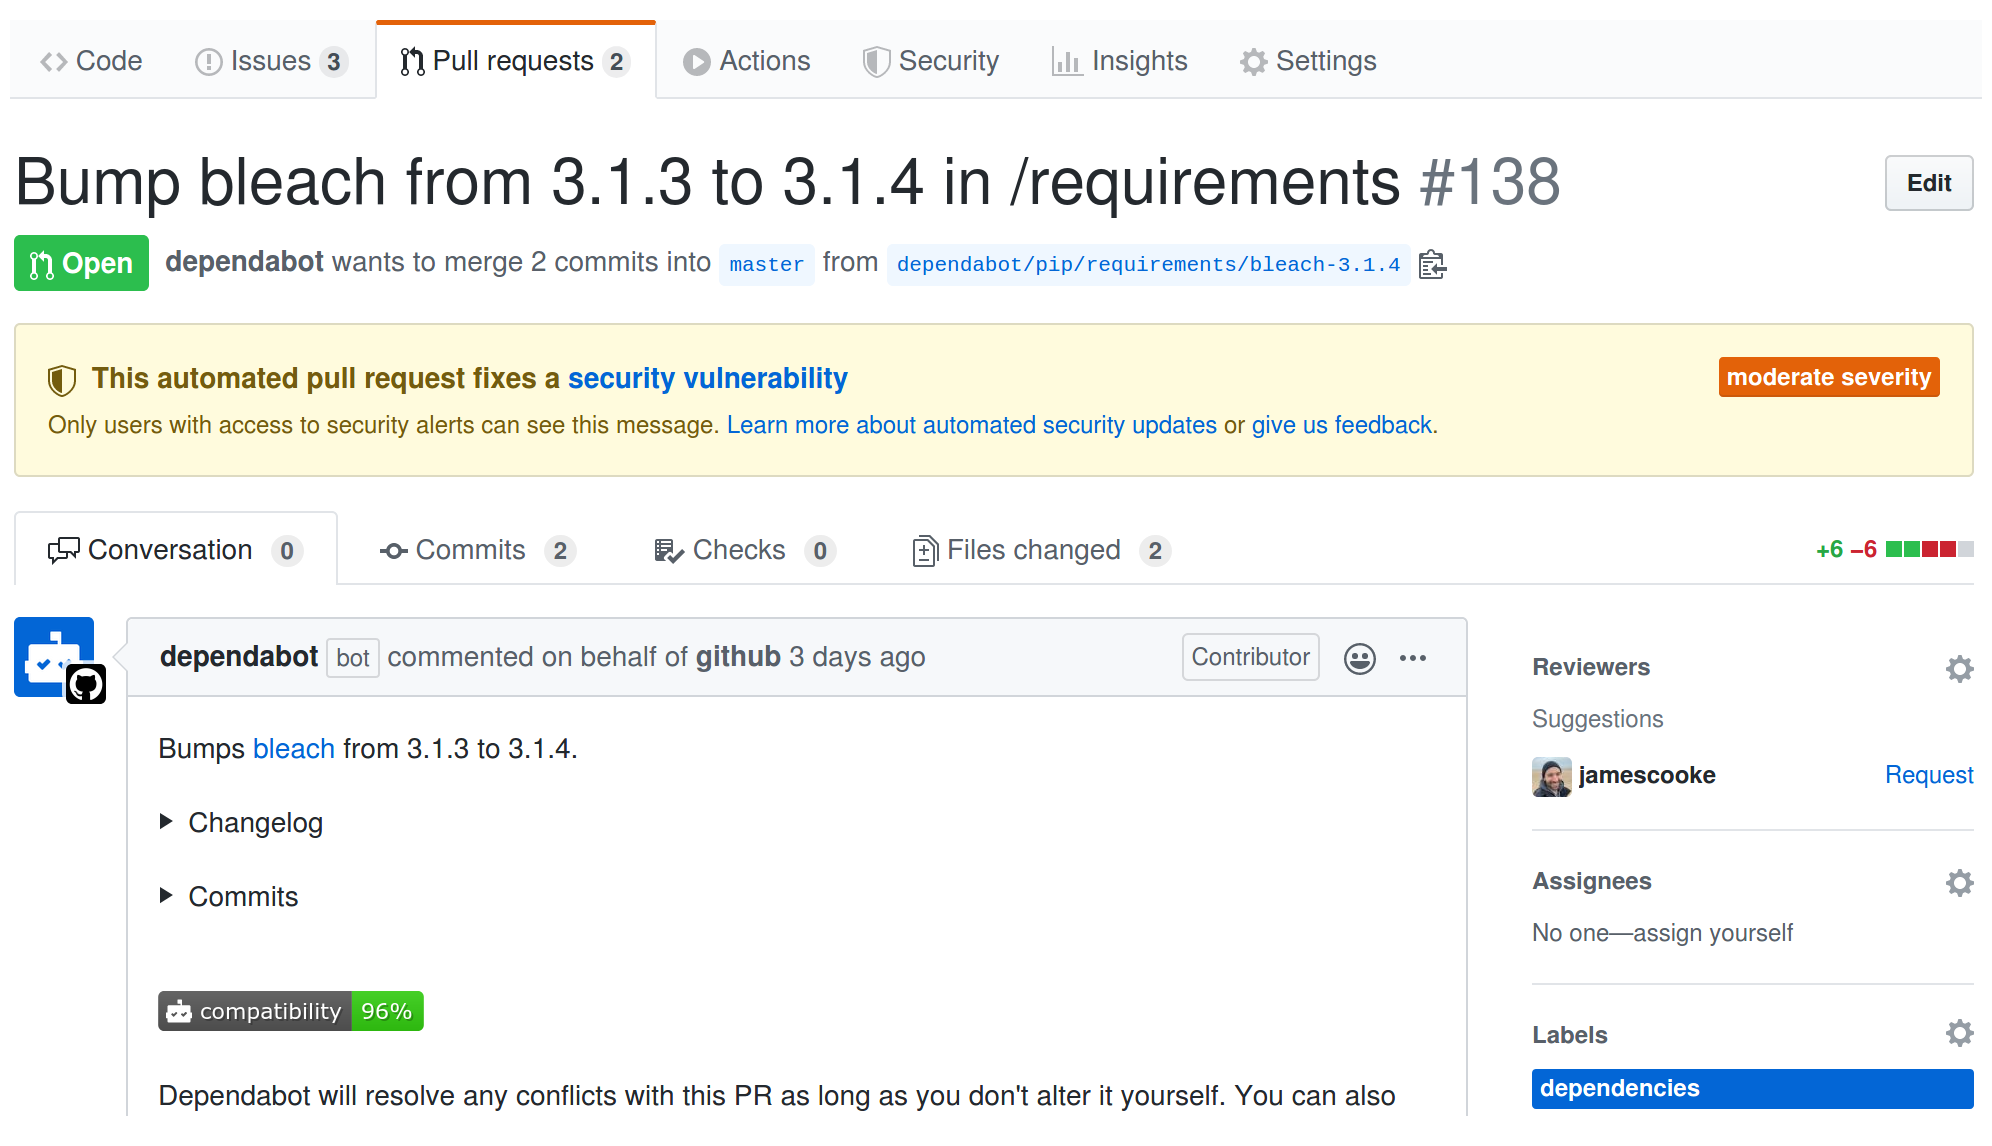 Code Issues 3 Pull requests 2 Actions Security Insights Settings
Bump bleach from 3.1.3 to 3.1.4 in /requirements #138 Edit
Open dependabot wants to merge 2 commits into master from dependabot/pip/requirements/bleach-3.1.4
This automated pull request fixes a security vulnerability moderate severity
Only users with access to security alerts can see this message. Learn more about automated security updates or give us feedback.
Conversation 0 Commits 2 Checks 0 Files changed 2 +6 −6
dependabot bot commented on behalf of github 3 days ago Contributor
Bumps bleach from 3.1.3 to 3.1.4.
Changelog
Commits
compatibility 96%
Dependabot will resolve any conflicts with this PR as long as you don't alter it yourself. You can also
Reviewers
Suggestions
jamescooke Request
Assignees
No one—assign yourself
Labels
dependencies